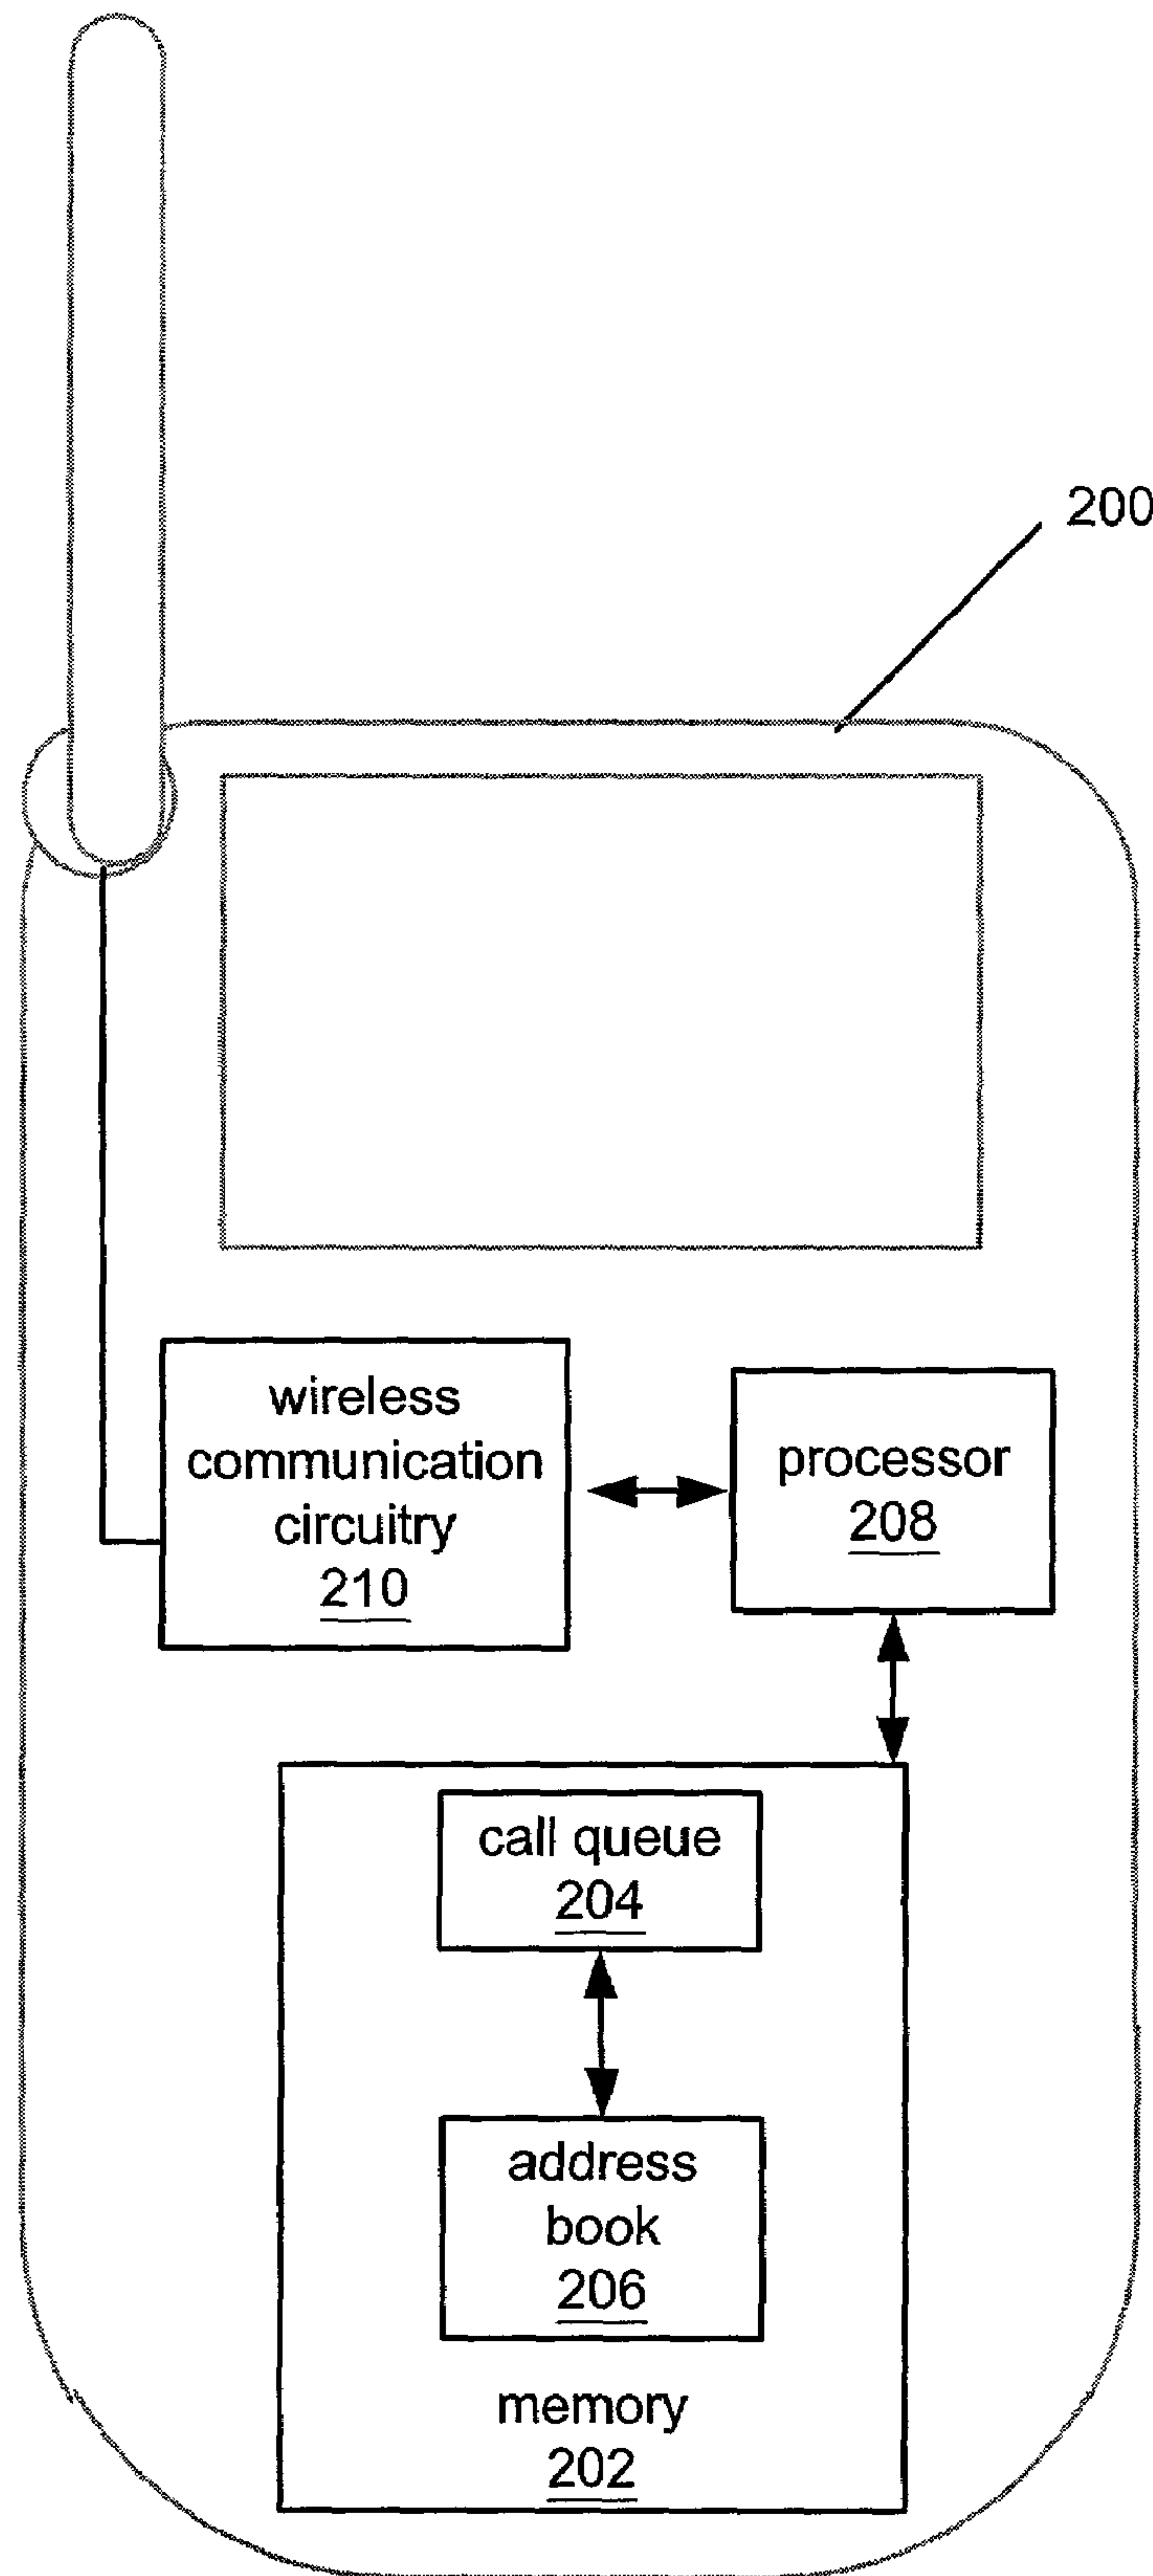 200
wireless
communication
circuitry
210
processor
208
call queue
204
address
book
206
memory
202